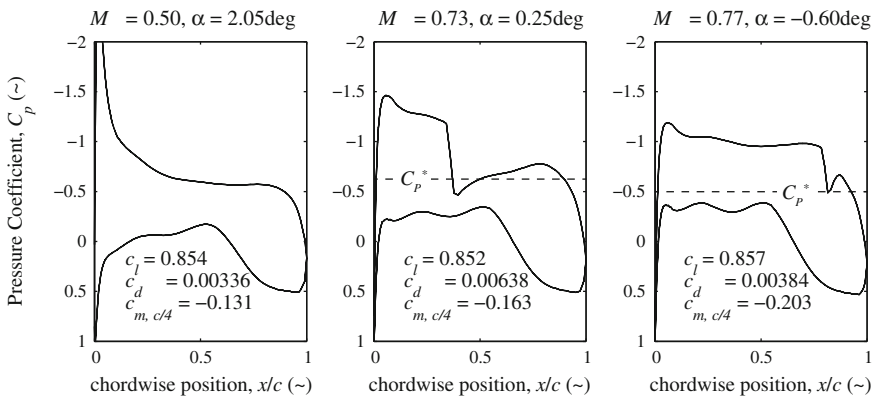 M = 0.50, α = 2.05deg
M = 0.73, α = 0.25deg
M = 0.77, α = −0.60deg
Pressure Coefficient, C_p (~)
−2
−1.5
−1
−0.5
0
0.5
1
c_l = 0.854
c_d = 0.00336
c_{m, c/4} = −0.131
0
0.5
1
chordwise position, x/c (~)
−2
−1.5
−1
−0.5
0
0.5
1
C_P*
c_l = 0.852
c_d = 0.00638
c_{m, c/4} = −0.163
0
0.5
1
chordwise position, x/c (~)
−2
−1.5
−1
−0.5
0
0.5
1
C_P*
c_l = 0.857
c_d = 0.00384
c_{m, c/4} = −0.203
0
0.5
1
chordwise position, x/c (~)